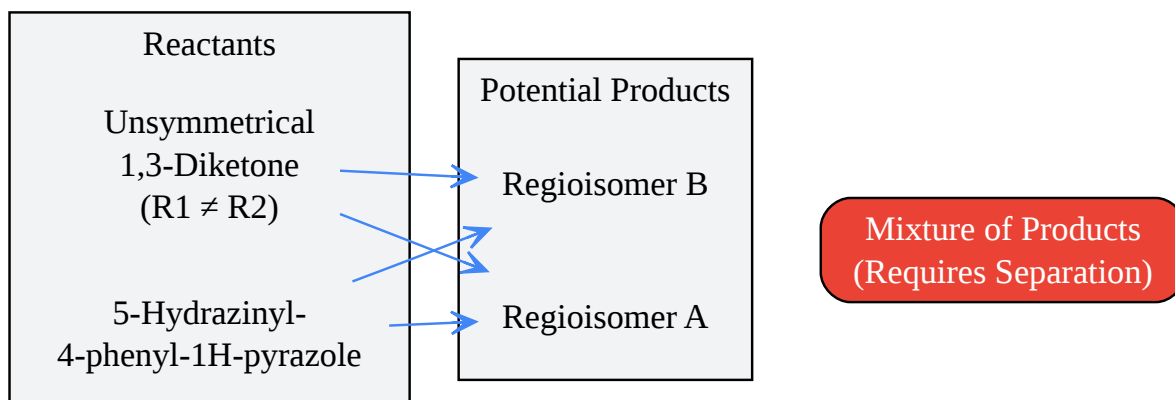 Reactants
Unsymmetrical
1,3-Diketone
(R1 ≠ R2)
5-Hydrazinyl-
4-phenyl-1H-pyrazole
Potential Products
Regioisomer B
Regioisomer A
Mixture of Products
(Requires Separation)